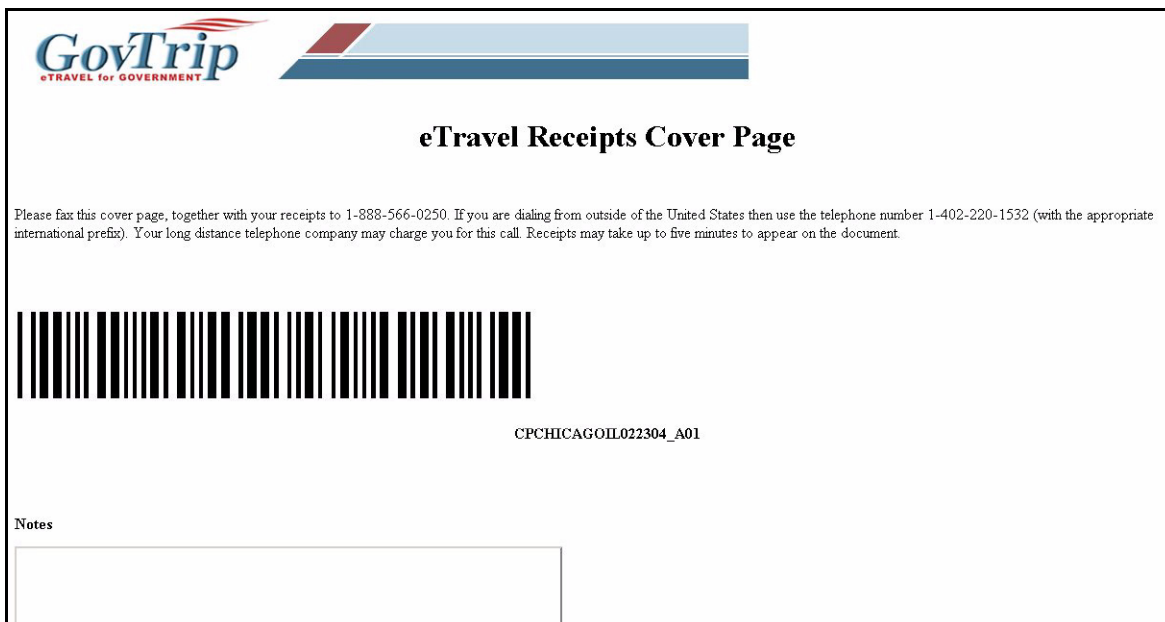 GovTrip
eTRAVEL for GOVERNMENT
eTravel Receipts Cover Page
Please fax this cover page, together with your receipts to 1-888-566-0250. If you are dialing from outside of the United States then use the telephone number 1-402-220-1532 (with the appropriate
international prefix). Your long distance telephone company may charge you for this call. Receipts may take up to five minutes to appear on the document.
CPCHICAGOIL022304_A01
Notes